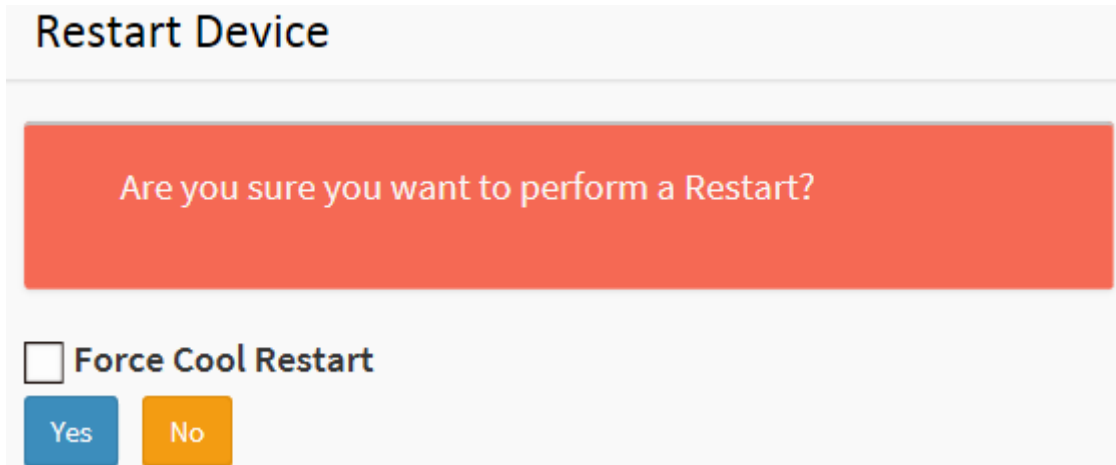 Restart Device
Are you sure you want to perform a Restart?
Force Cool Restart
Yes No